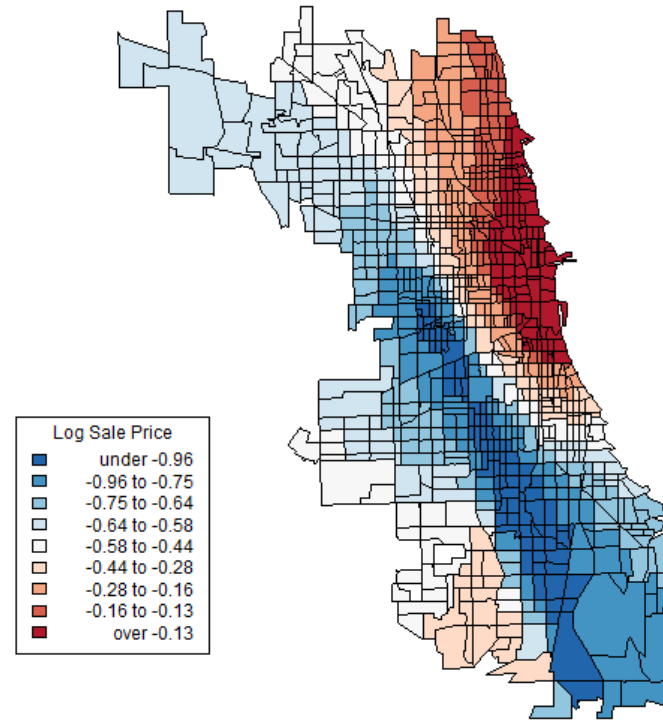 Log Sale Price
under -0.96
-0.96 to -0.75
-0.75 to -0.64
-0.64 to -0.58
-0.58 to -0.44
-0.44 to -0.28
-0.28 to -0.16
-0.16 to -0.13
over -0.13